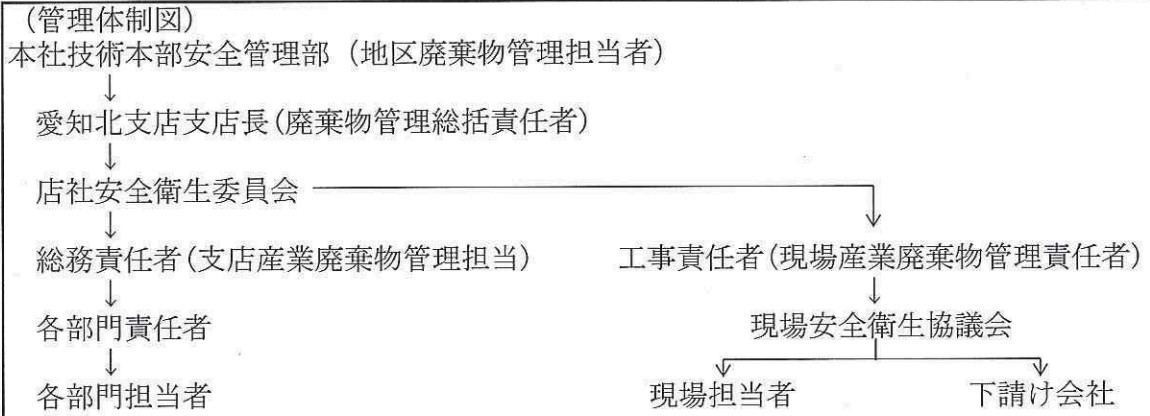 （管理体制図）
本社技術本部安全管理部（地区廃棄物管理担当者）
↓
愛知北支店支店長(廃棄物管理総括責任者)
↓
店社安全衛生委員会
↓
総務責任者(支店産業廃棄物管理担当)　工事責任者(現場産業廃棄物管理責任者)
↓　↓
各部門責任者　現場安全衛生協議会
↓
各部門担当者　現場担当者　下請け会社